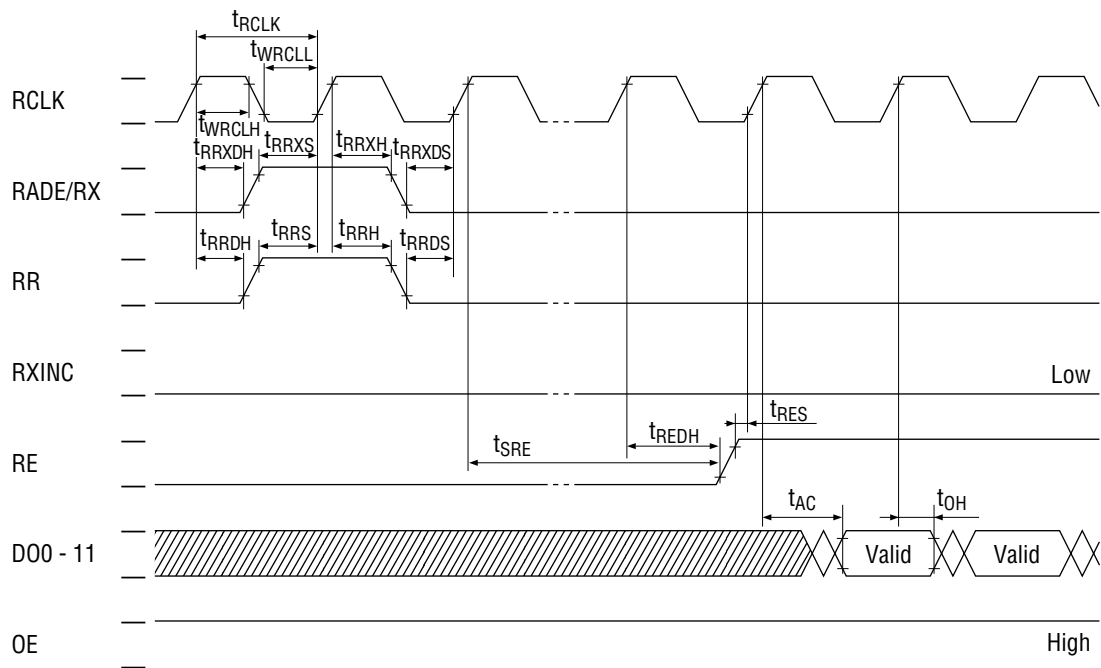 tRCLK
tWRCLL
RCLK
tWRCLH
tRRXDH tRRXS tRRXH tRRXDS
RADE/RX
tRRDH tRRS tRRH tRRDS
RR
RXINC Low
tRES
tREDH
tSRE
RE
tAC tOH
DO0 - 11 Valid Valid
OE High